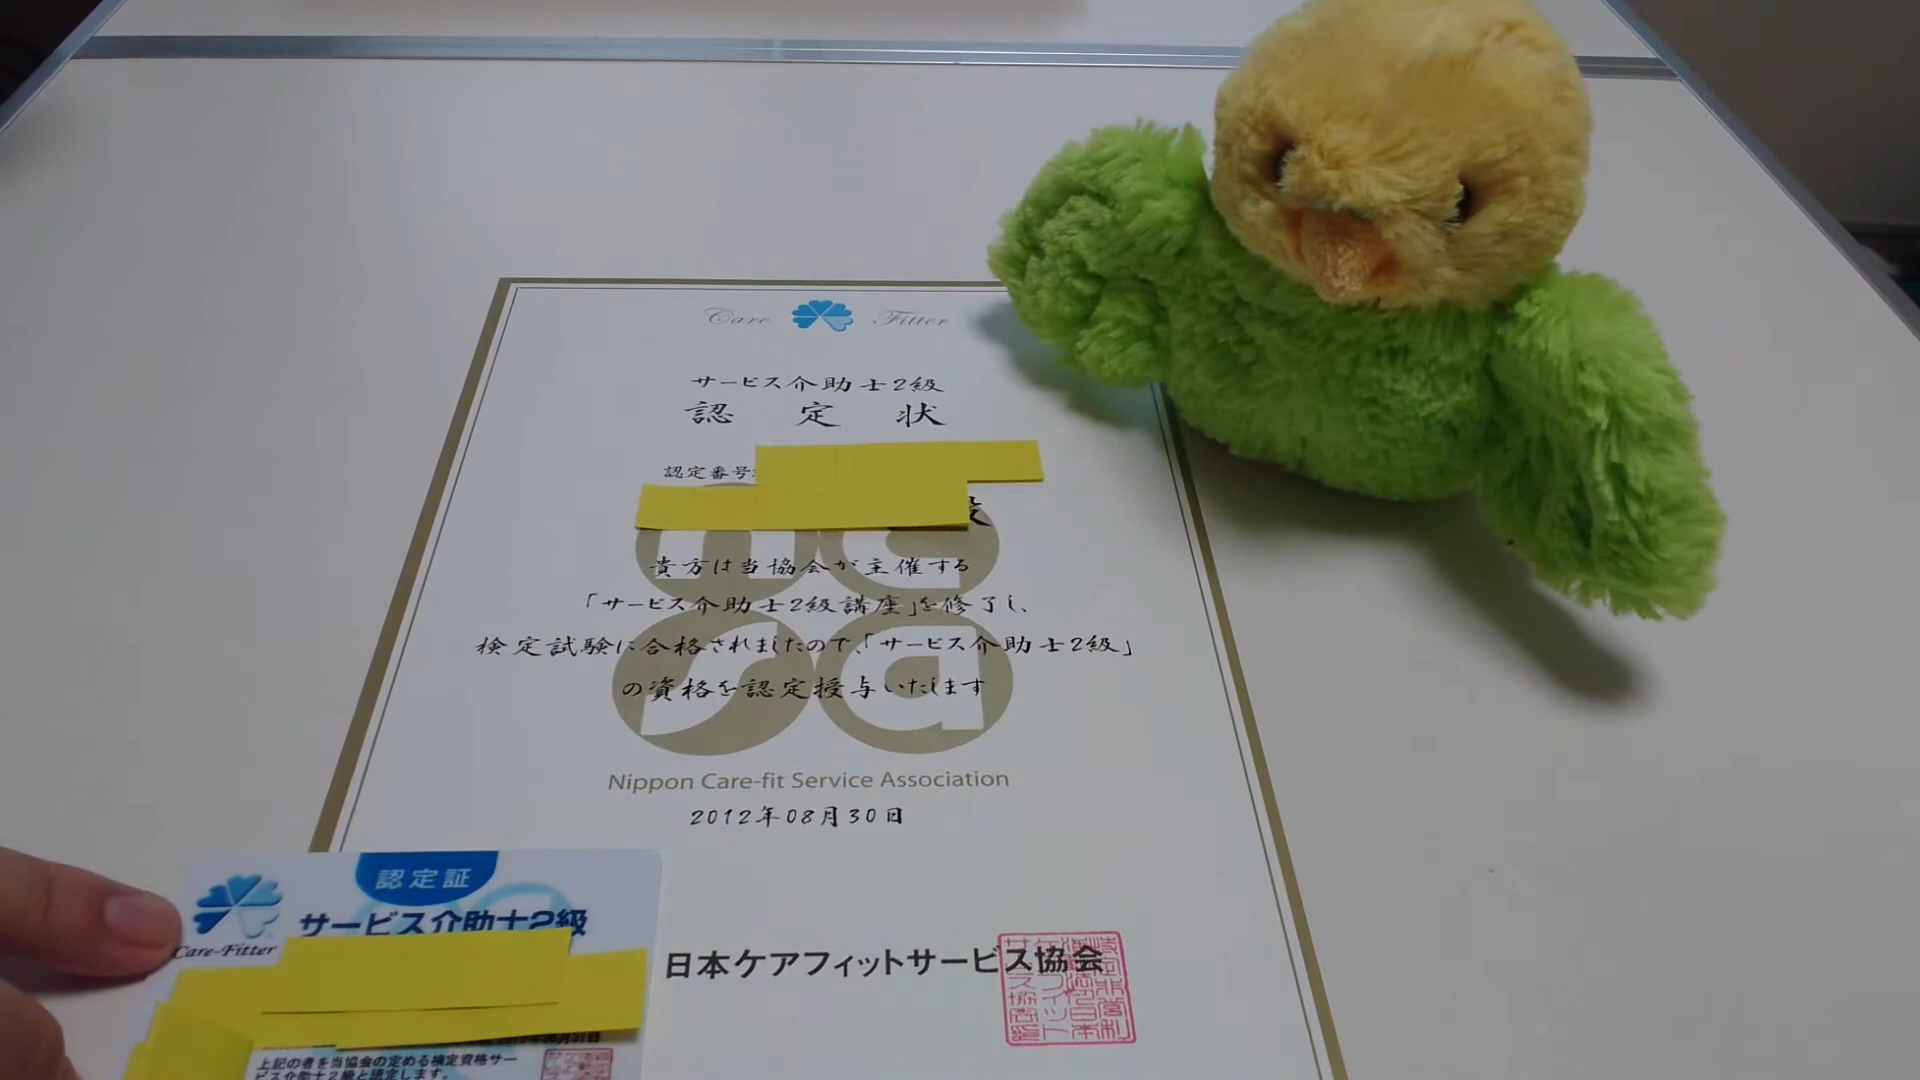 Care Fitter
サービス介助士2級
認定状
認定番号:
殿
貴方は当協会が主催する
「サービス介助士2級講座」を修了し、
検定試験に合格されましたので、「サービス介助士2級」
の資格を認定授与いたします
ncsa
Nippon Care-fit Service Association
2012年08月30日
日本ケアフィットサービス協会
認定証
サービス介助士2級
Care-Fitter
上記の者を当協会の定める検定資格サー
ビス介助士2級と認定します。